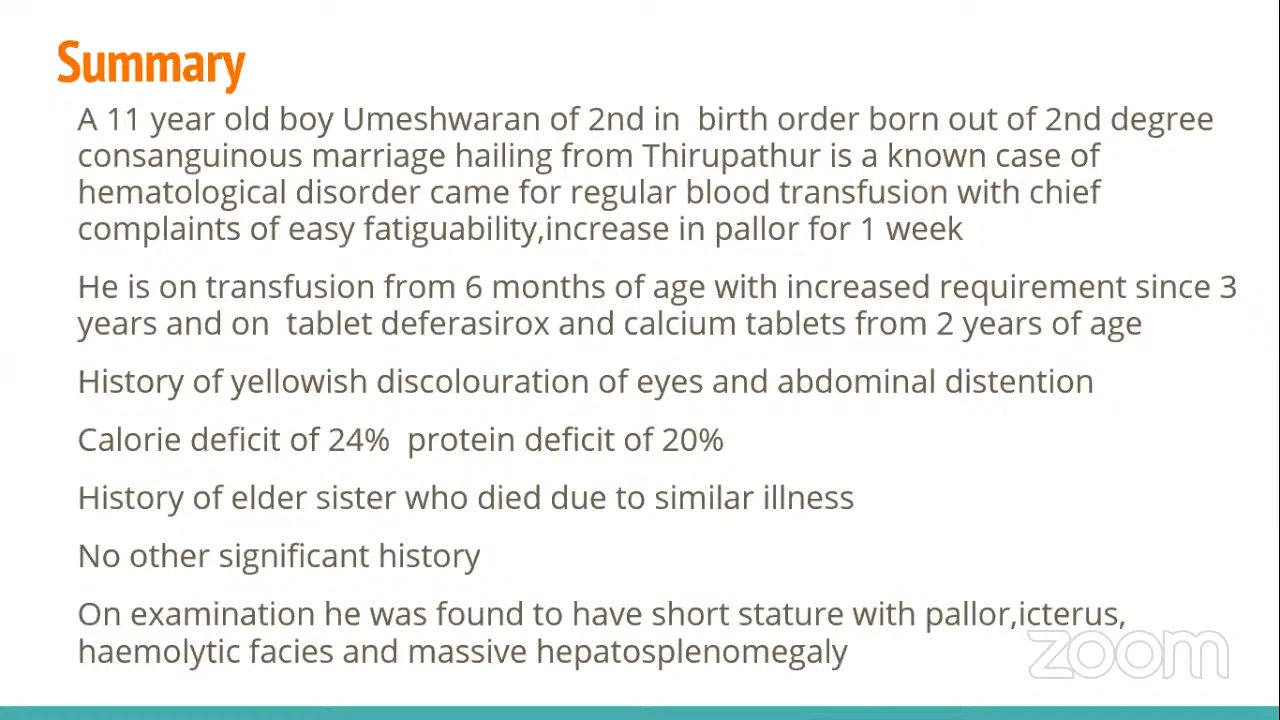 Summary
A 11 year old boy Umeshwaran of 2nd in  birth order born out of 2nd degree
consanguinous marriage hailing from Thirupathur is a known case of
hematological disorder came for regular blood transfusion with chief
complaints of easy fatiguability,increase in pallor for 1 week
He is on transfusion from 6 months of age with increased requirement since 3
years and on  tablet deferasirox and calcium tablets from 2 years of age
History of yellowish discolouration of eyes and abdominal distention
Calorie deficit of 24%  protein deficit of 20%
History of elder sister who died due to similar illness
No other significant history
On examination he was found to have short stature with pallor,icterus,
haemolytic facies and massive hepatosplenomegaly
zoom